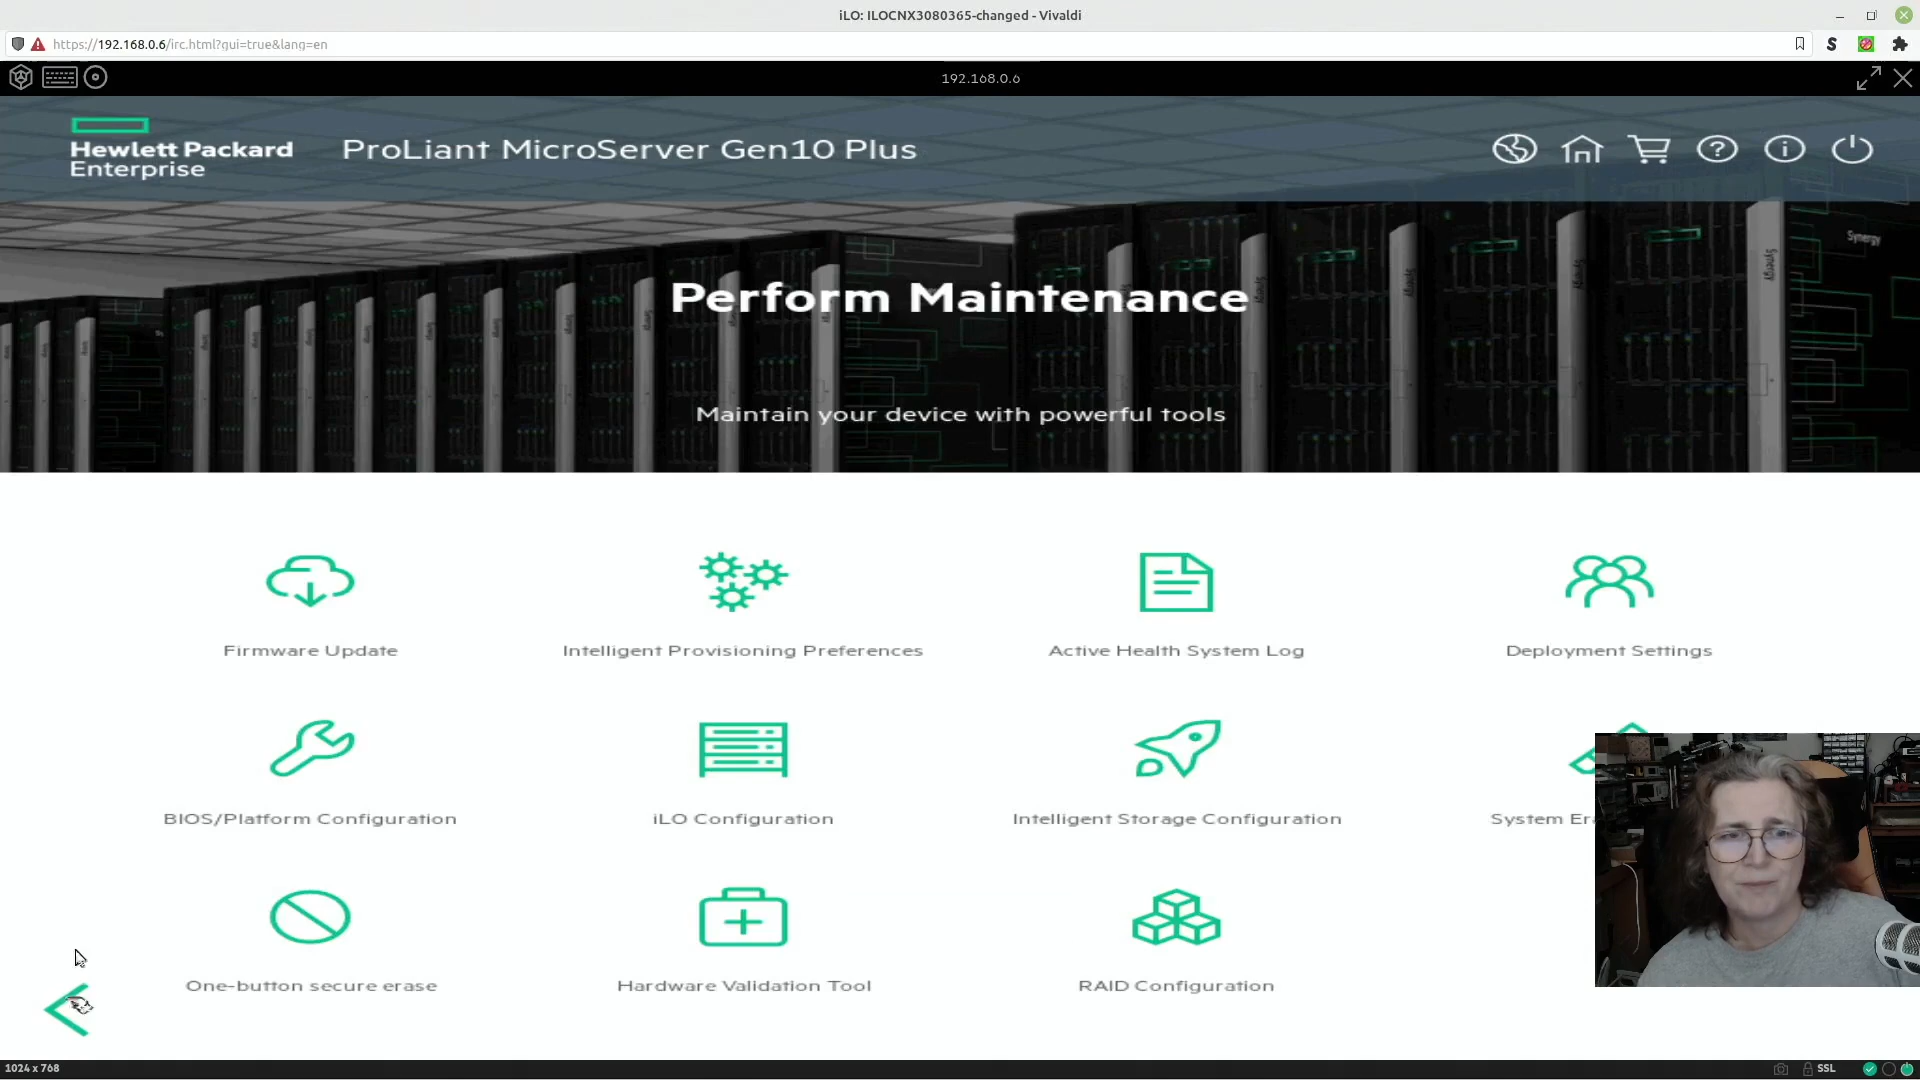 iLO: ILOCNX3080365-changed - Vivaldi
https://192.168.0.6/irc.html?gui=true&lang=en
192.168.0.6
Hewlett Packard
Enterprise
ProLiant MicroServer Gen10 Plus
Synergy
Synergy
Perform Maintenance
Maintain your device with powerful tools
Firmware Update
Intelligent Provisioning Preferences
Active Health System Log
Deployment Settings
BIOS/Platform Configuration
iLO Configuration
Intelligent Storage Configuration
System Er
One-button secure erase
Hardware Validation Tool
RAID Configuration
1024 x 768
SSL